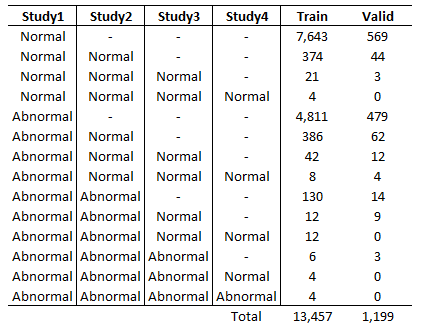 Study1 Study2 Study3 Study4 Train Valid
Normal - - - 7,643 569
Normal Normal - - 374 44
Normal Normal Normal - 21 3
Normal Normal Normal Normal 4 0
Abnormal - - - 4,811 479
Abnormal Normal - - 386 62
Abnormal Normal Normal - 42 12
Abnormal Normal Normal Normal 8 4
Abnormal Abnormal - - 130 14
Abnormal Abnormal Normal - 12 9
Abnormal Abnormal Normal Normal 12 0
Abnormal Abnormal Abnormal - 6 3
Abnormal Abnormal Abnormal Normal 4 0
Abnormal Abnormal Abnormal Abnormal 4 0
Total 13,457 1,199